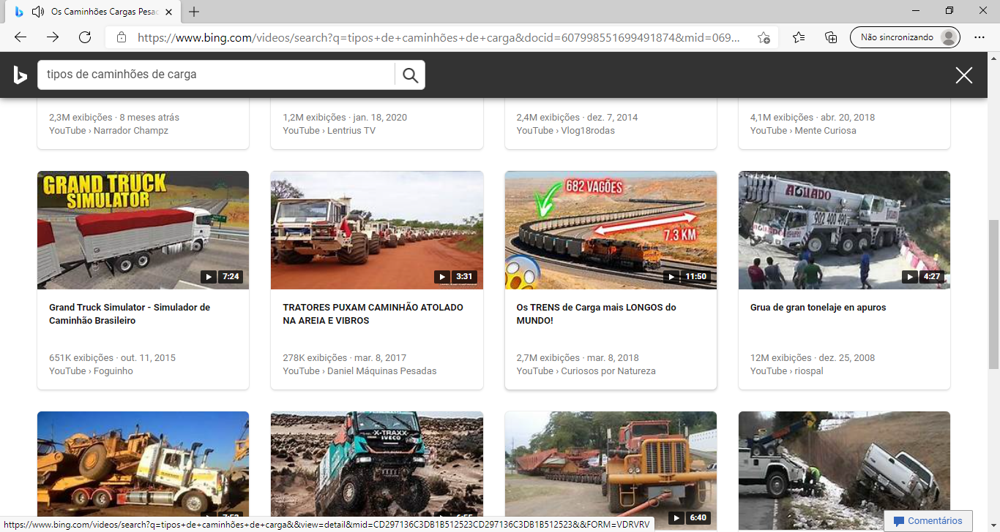 Os Caminhões Cargas Pesad
https://www.bing.com/videos/search?q=tipos+de+caminhões+de+carga&docid=607998551699491874&mid=069...
Não sincronizando
tipos de caminhões de carga
2,3M exibições · 8 meses atrás
YouTube › Narrador Champz
1,2M exibições · jan. 18, 2020
YouTube › Lentrius TV
2,4M exibições · dez. 7, 2014
YouTube › Vlog18rodas
4,1M exibições · abr. 20, 2018
YouTube › Mente Curiosa
GRAND TRUCK
SIMULATOR
7:24
3:31
682 VAGÕES
7.3 KM
11:50
AGUADO
902 400 490
AGUADO
4:27
Grand Truck Simulator - Simulador de
Caminhão Brasileiro
651K exibições · out. 11, 2015
YouTube › Foguinho
TRATORES PUXAM CAMINHÃO ATOLADO
NA AREIA E VIBROS
278K exibições · mar. 8, 2017
YouTube › Daniel Máquinas Pesadas
Os TRENS de Carga mais LONGOS do
MUNDO!
2,7M exibições · mar. 8, 2018
YouTube › Curiosos por Natureza
Grua de gran tonelaje en apuros
12M exibições · dez. 25, 2008
YouTube › riospal
X-TRAXX
IVECO
6:40
Comentários
https://www.bing.com/videos/search?q=tipos+de+caminhões+de+carga&&view=detail&mid=CD297136C3DB1B512523CD297136C3DB1B512523&&FORM=VDRVRV